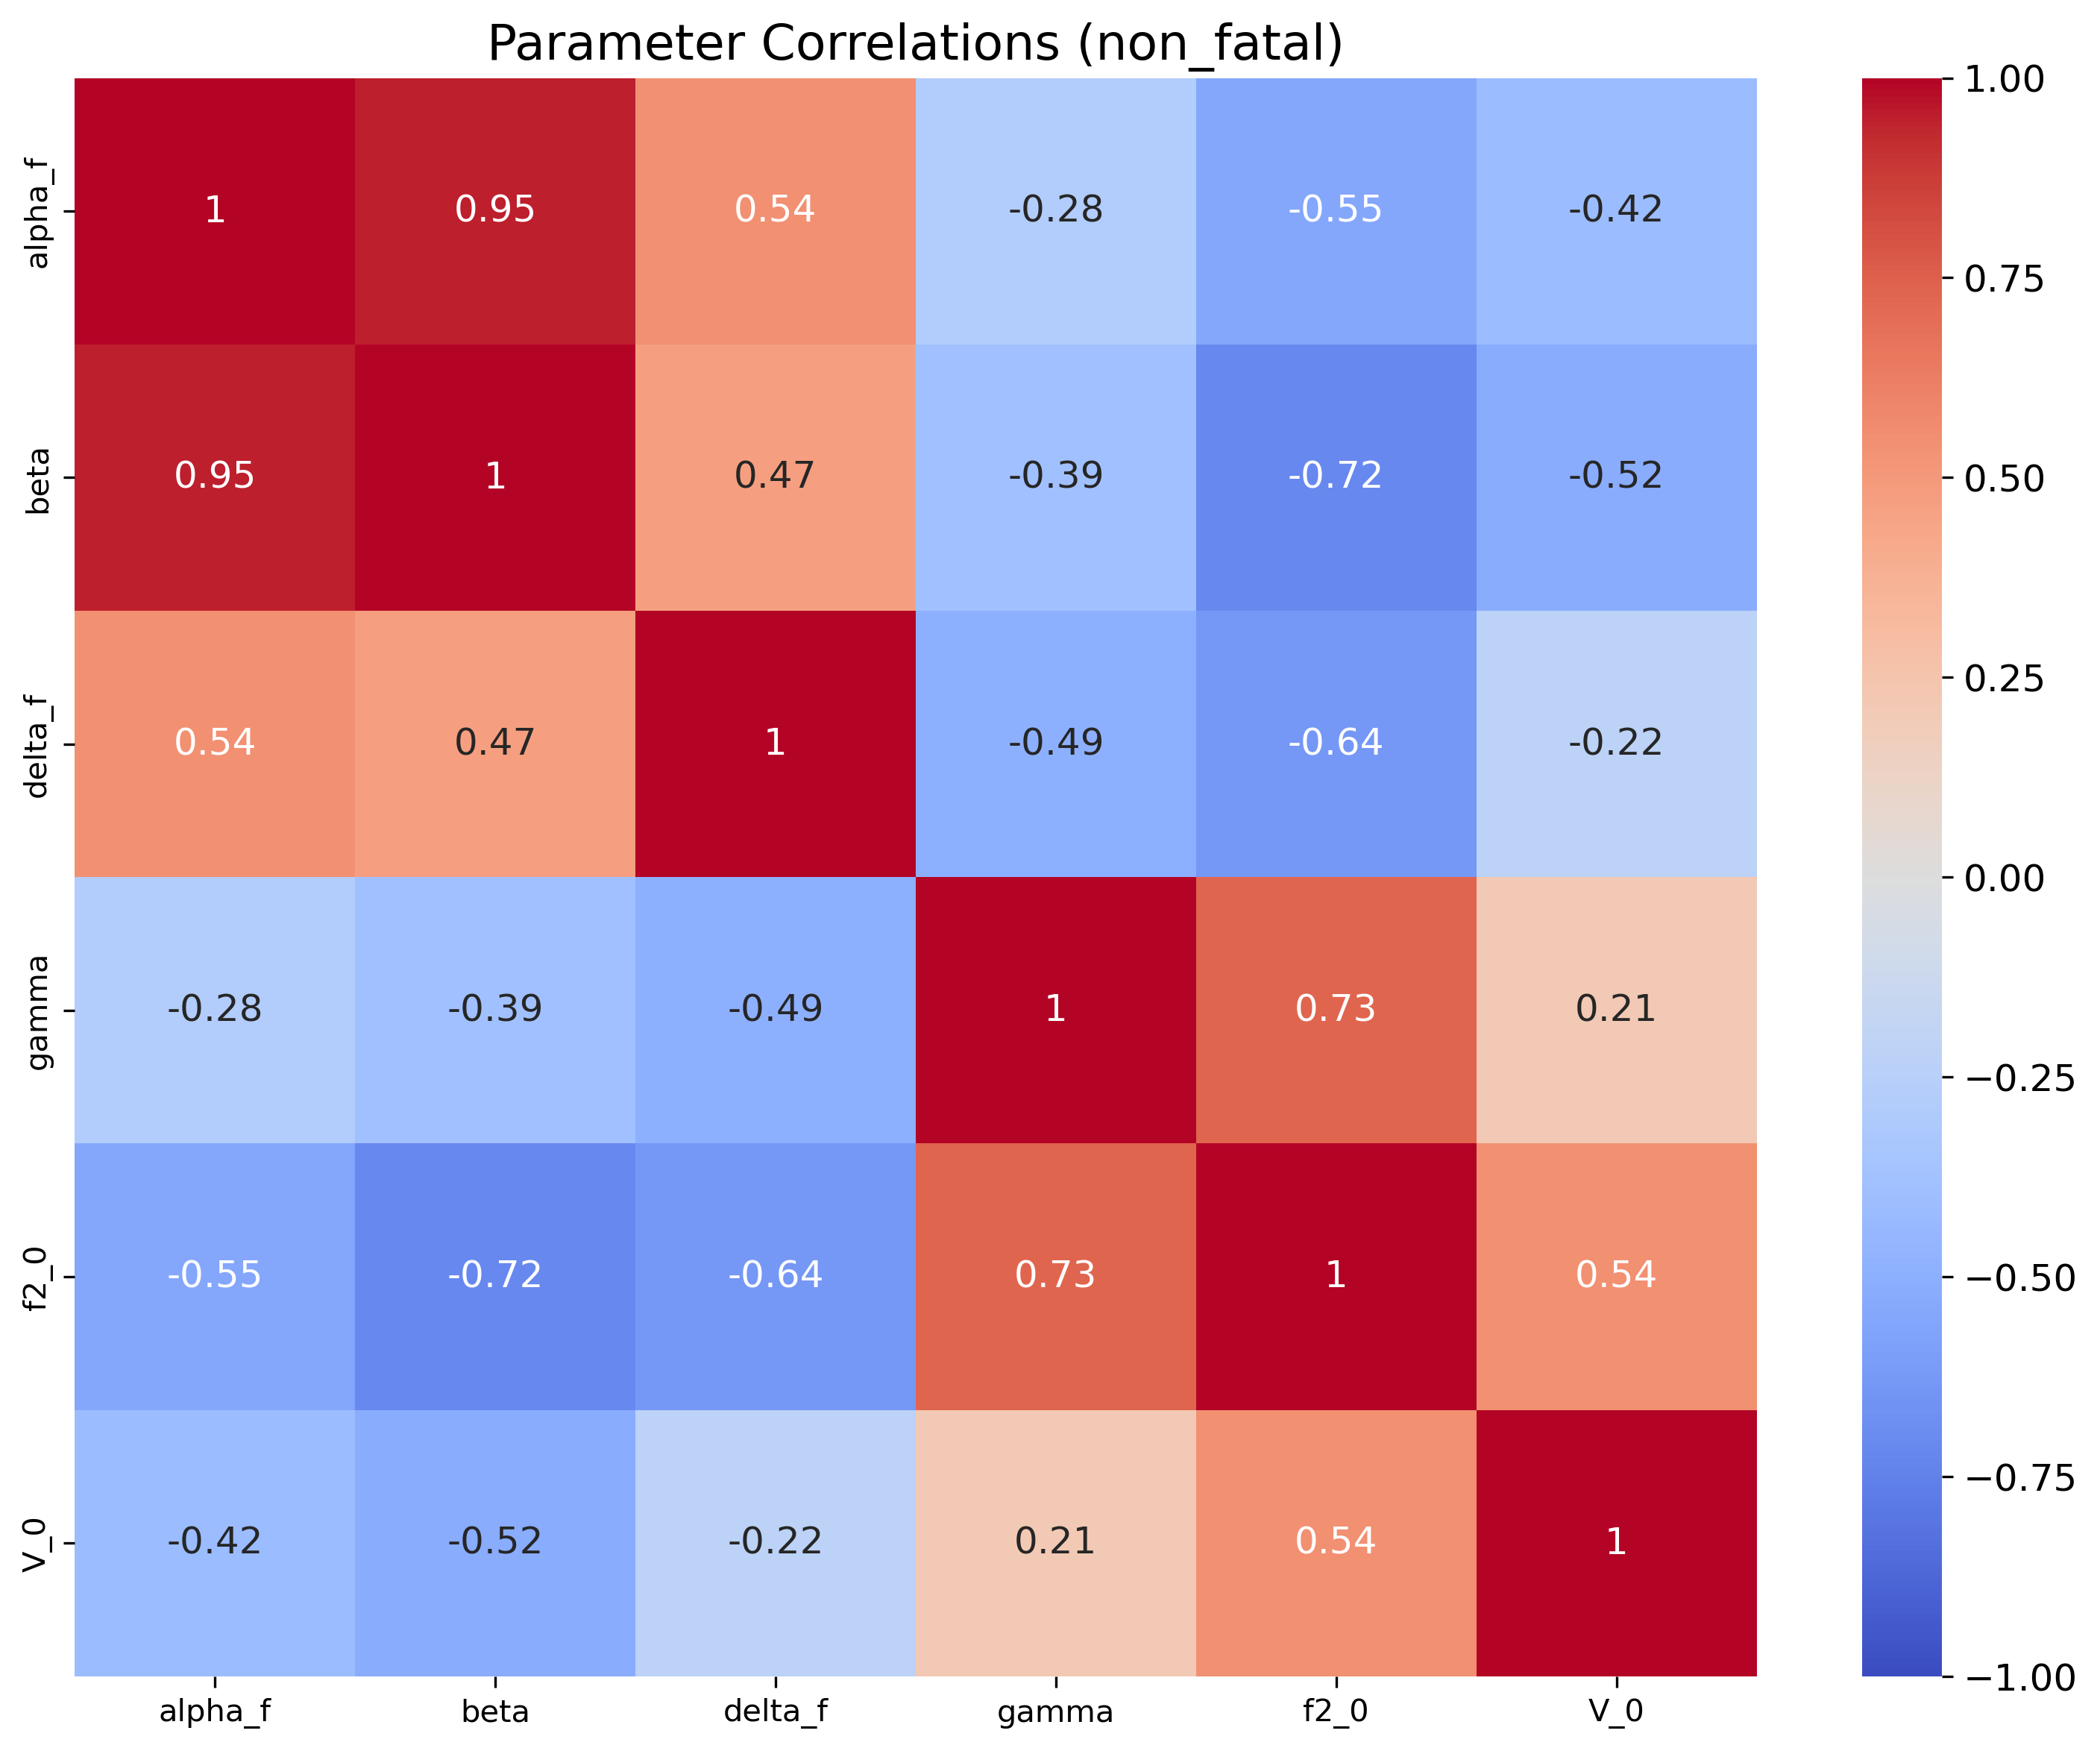 Parameter Correlations (non_fatal)
alpha_f 1 0.95 0.54 -0.28 -0.55 -0.42
beta 0.95 1 0.47 -0.39 -0.72 -0.52
delta_f 0.54 0.47 1 -0.49 -0.64 -0.22
gamma -0.28 -0.39 -0.49 1 0.73 0.21
f2_0 -0.55 -0.72 -0.64 0.73 1 0.54
V_0 -0.42 -0.52 -0.22 0.21 0.54 1
alpha_f beta delta_f gamma f2_0 V_0
1.00
0.75
0.50
0.25
0.00
−0.25
−0.50
−0.75
−1.00